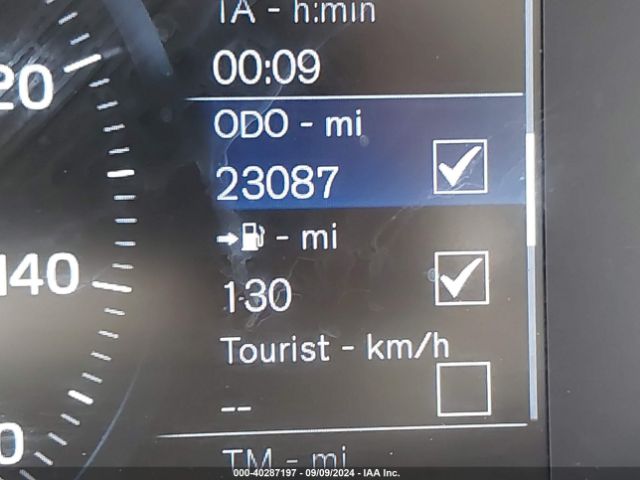 TA - h:min
00:09
20
ODO - mi
23087
- mi
140
130
Tourist - km/h
--
0
TM - mi
000-40287197 - 09/09/2024 - IAA Inc.